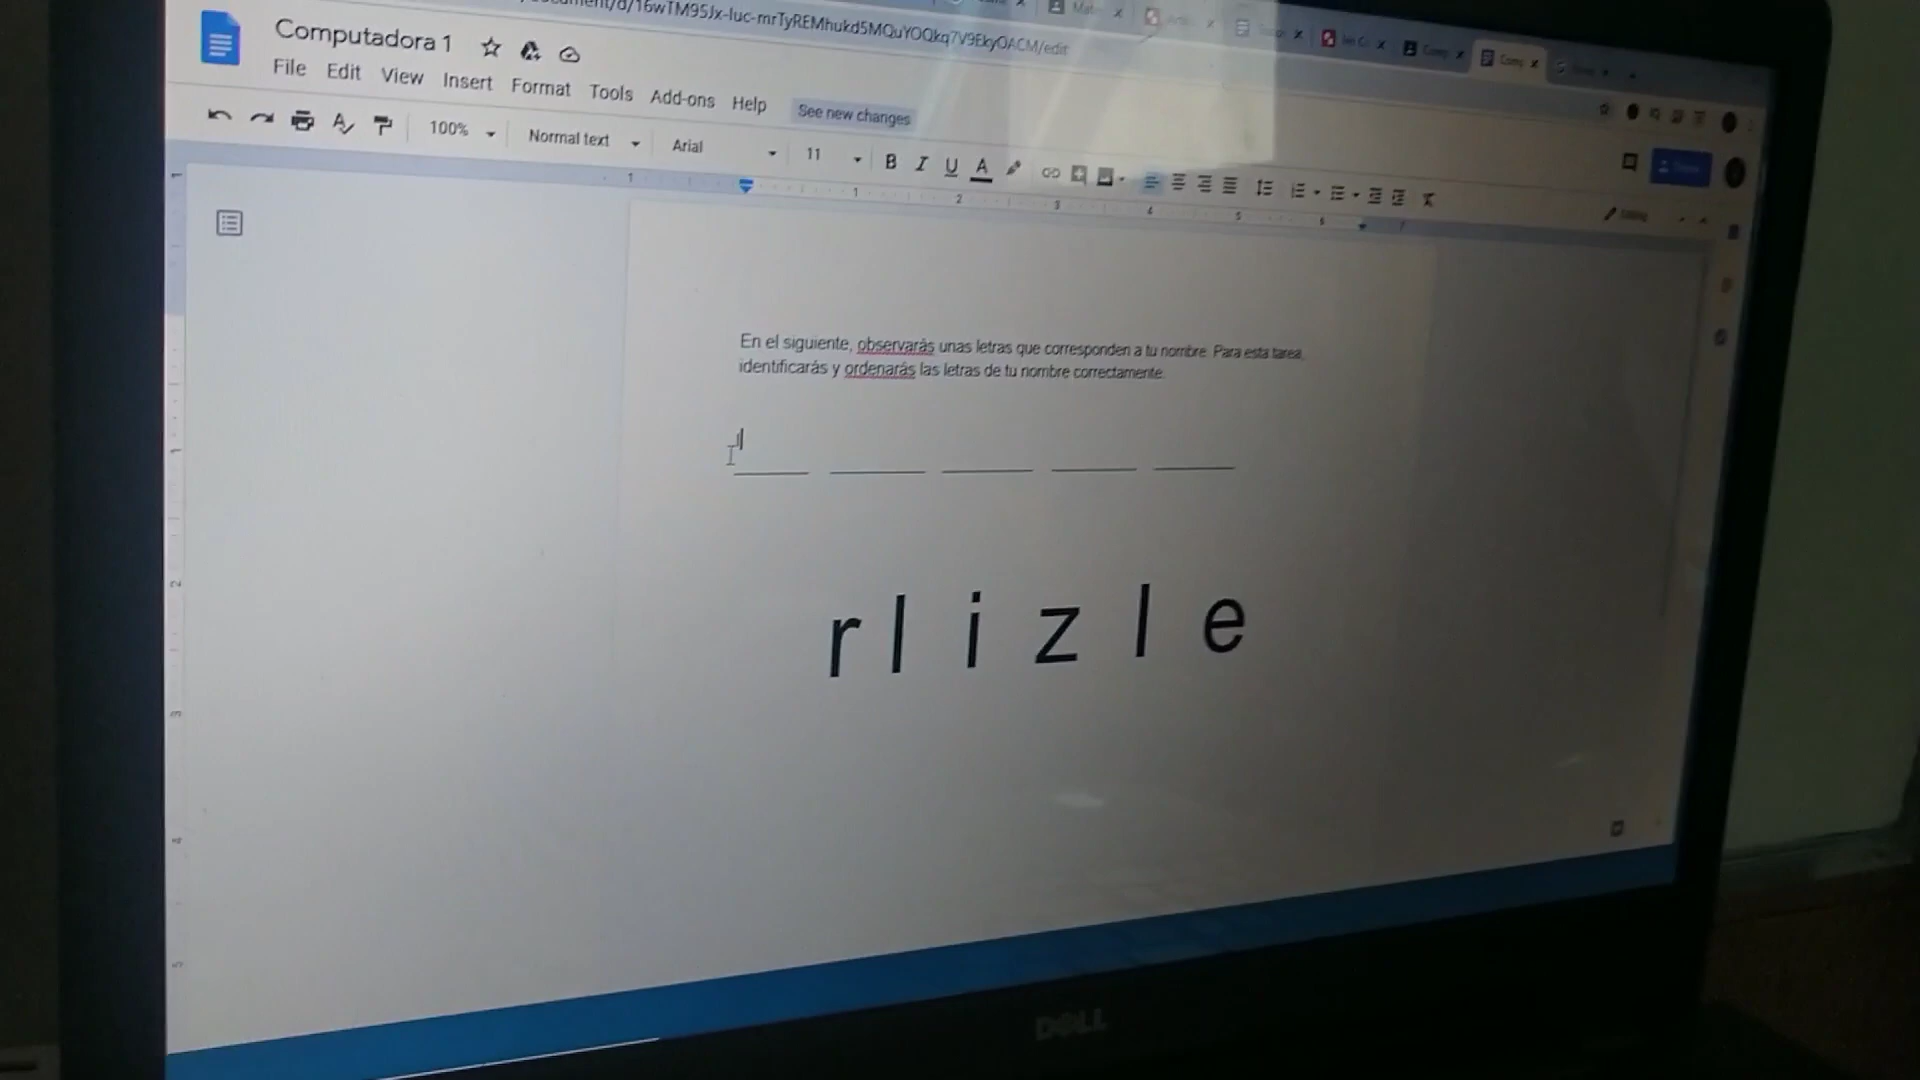 Computadora 1
File Edit View Insert Format Tools Add-ons Help See new changes
100% Normal text Arial 11 B I U A
En el siguiente, observarás unas letras que corresponden a tu nombre. Para esta tarea,
identificarás y ordenarás las letras de tu nombre correctamente.
r l i z l e
DELL